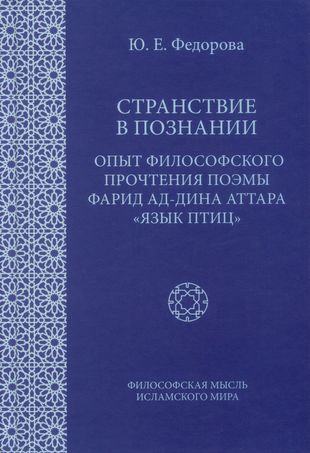 Ю. Е. Федорова
СТРАНСТВИЕ
В ПОЗНАНИИ
ОПЫТ ФИЛОСОФСКОГО
ПРОЧТЕНИЯ ПОЭМЫ
ФАРИД АД-ДИНА АТТАРА
«ЯЗЫК ПТИЦ»
ФИЛОСОФСКАЯ МЫСЛЬ
ИСЛАМСКОГО МИРА